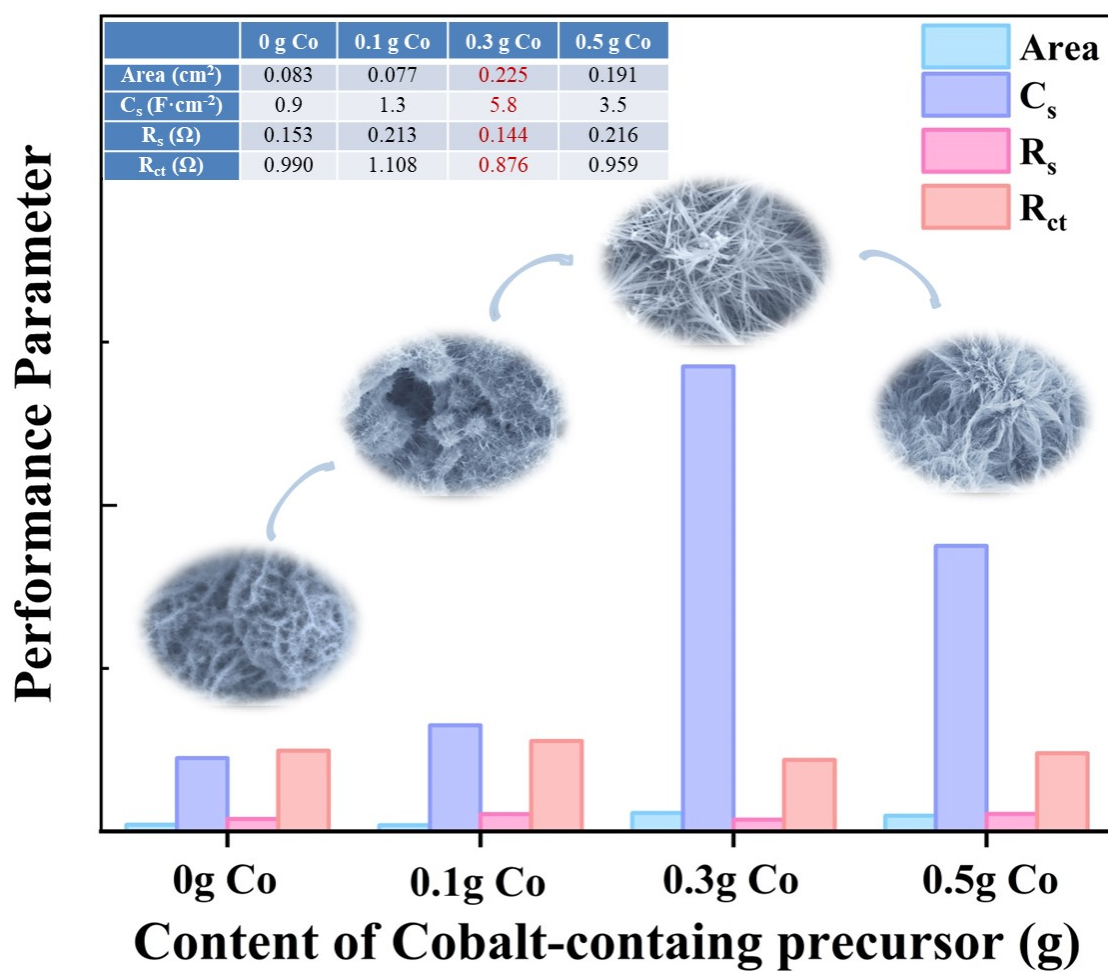 0 g Co 0.1 g Co 0.3 g Co 0.5 g Co
Area (cm²) 0.083 0.077 0.225 0.191
Cₛ (F·cm⁻²) 0.9 1.3 5.8 3.5
Rₛ (Ω) 0.153 0.213 0.144 0.216
R_ct (Ω) 0.990 1.108 0.876 0.959
Area
Cₛ
Rₛ
R_ct
Performance Parameter
0g Co 0.1g Co 0.3g Co 0.5g Co
Content of Cobalt-containg precursor (g)